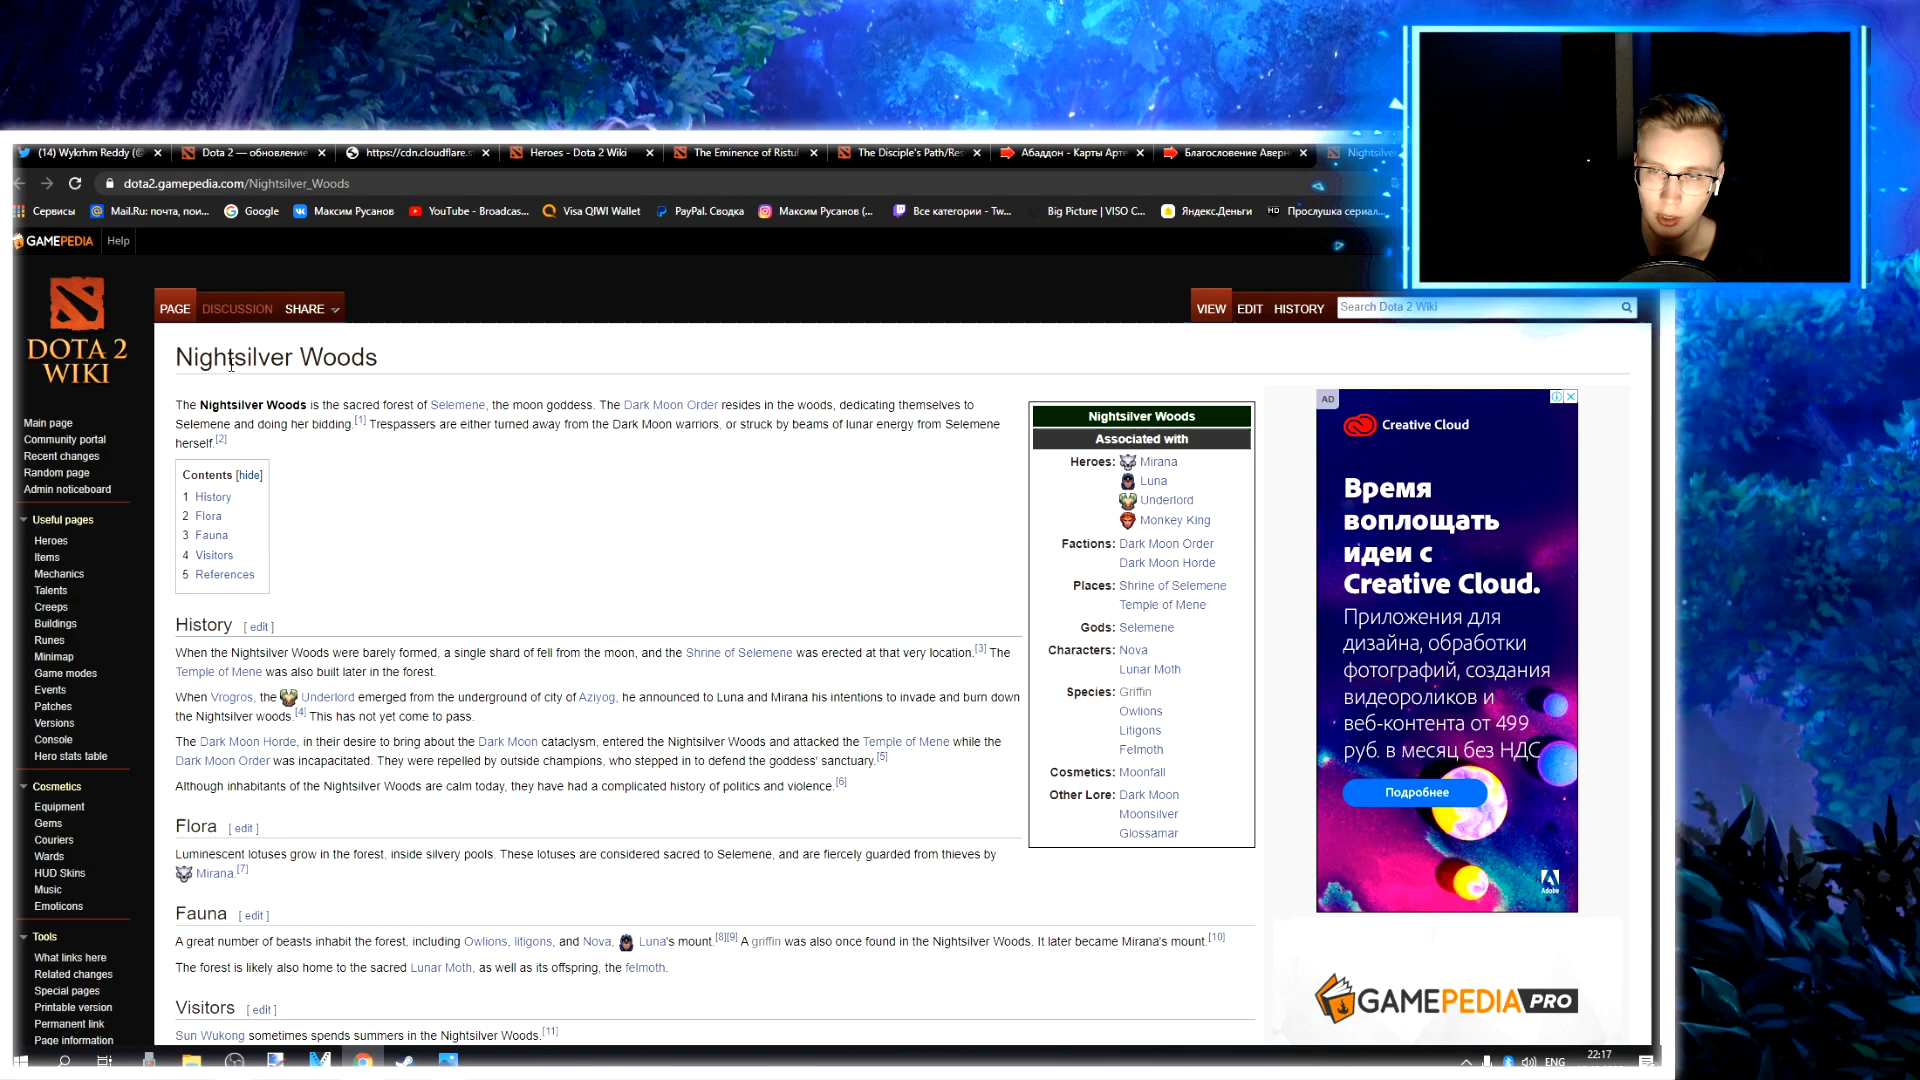 (14) Wykrhm Reddy (@
Dota 2 — обновление
https://cdn.cloudflare.s
Heroes - Dota 2 Wiki
The Eminence of Ristul
The Disciple's Path/Res
Абаддон - Карты Арте
Благословение Аверн
Nightsilver
dota2.gamepedia.com/Nightsilver_Woods
Сервисы
Mail.Ru: почта, пои...
Google
Максим Русанов
YouTube - Broadcas...
Visa QIWI Wallet
PayPal. Сводка
Максим Русанов (...
Все категории - Tw...
Big Picture | VISO C...
Яндекс.Деньги
HD Прослушка сериал...
GAMEPEDIA
Help
DOTA 2
WIKI
PAGE
DISCUSSION
SHARE
VIEW
EDIT
HISTORY
Search Dota 2 Wiki
Main page
Community portal
Recent changes
Random page
Admin noticeboard
Useful pages
Heroes
Items
Mechanics
Talents
Creeps
Buildings
Runes
Minimap
Game modes
Events
Patches
Versions
Console
Hero stats table
Cosmetics
Equipment
Gems
Couriers
Wards
HUD Skins
Music
Emoticons
Tools
What links here
Related changes
Special pages
Printable version
Permanent link
Page information
Nightsilver Woods
The Nightsilver Woods is the sacred forest of Selemene, the moon goddess. The Dark Moon Order resides in the woods, dedicating themselves to
Selemene and doing her bidding.[1] Trespassers are either turned away from the Dark Moon warriors, or struck by beams of lunar energy from Selemene
herself.[2]
Contents [hide]
1 History
2 Flora
3 Fauna
4 Visitors
5 References
History [ edit ]
When the Nightsilver Woods were barely formed, a single shard of fell from the moon, and the Shrine of Selemene was erected at that very location.[3] The
Temple of Mene was also built later in the forest.
When Vrogros, the Underlord emerged from the underground of city of Aziyog, he announced to Luna and Mirana his intentions to invade and burn down
the Nightsilver woods.[4] This has not yet come to pass.
The Dark Moon Horde, in their desire to bring about the Dark Moon cataclysm, entered the Nightsilver Woods and attacked the Temple of Mene while the
Dark Moon Order was incapacitated. They were repelled by outside champions, who stepped in to defend the goddess' sanctuary.[5]
Although inhabitants of the Nightsilver Woods are calm today, they have had a complicated history of politics and violence.[6]
Flora [ edit ]
Luminescent lotuses grow in the forest, inside silvery pools. These lotuses are considered sacred to Selemene, and are fiercely guarded from thieves by
Mirana.[7]
Fauna [ edit ]
A great number of beasts inhabit the forest, including Owlions, litigons, and Nova, Luna's mount.[8][9] A griffin was also once found in the Nightsilver Woods. It later became Mirana's mount.[10]
The forest is likely also home to the sacred Lunar Moth, as well as its offspring, the felmoth.
Visitors [ edit ]
Sun Wukong sometimes spends summers in the Nightsilver Woods.[11]
Nightsilver Woods
Associated with
Heroes: Mirana
Luna
Underlord
Monkey King
Factions: Dark Moon Order
Dark Moon Horde
Places: Shrine of Selemene
Temple of Mene
Gods: Selemene
Characters: Nova
Lunar Moth
Species: Griffin
Owlions
Litigons
Felmoth
Cosmetics: Moonfall
Other Lore: Dark Moon
Moonsilver
Glossamar
AD
Creative Cloud
Время
воплощать
идеи с
Creative Cloud.
Приложения для
дизайна, обработки
фотографий, создания
видеороликов и
веб-контента от 499
руб. в месяц без НДС
Подробнее
Adobe
GAMEPEDIA PRO
ENG
22:17